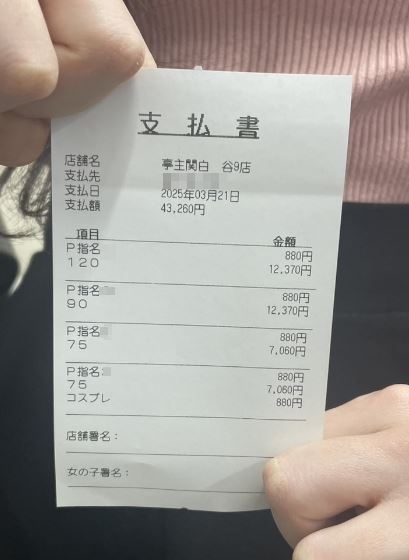 支払書
店舗名 亭主関白 谷9店
支払先
支払日 2025年03月21日
支払額 43,260円
項目 金額
P指名 880円
120 12,370円
P指名 880円
90 12,370円
P指名 880円
75 7,060円
P指名 880円
75 7,060円
コスプレ 880円
店舗署名：
女の子署名：